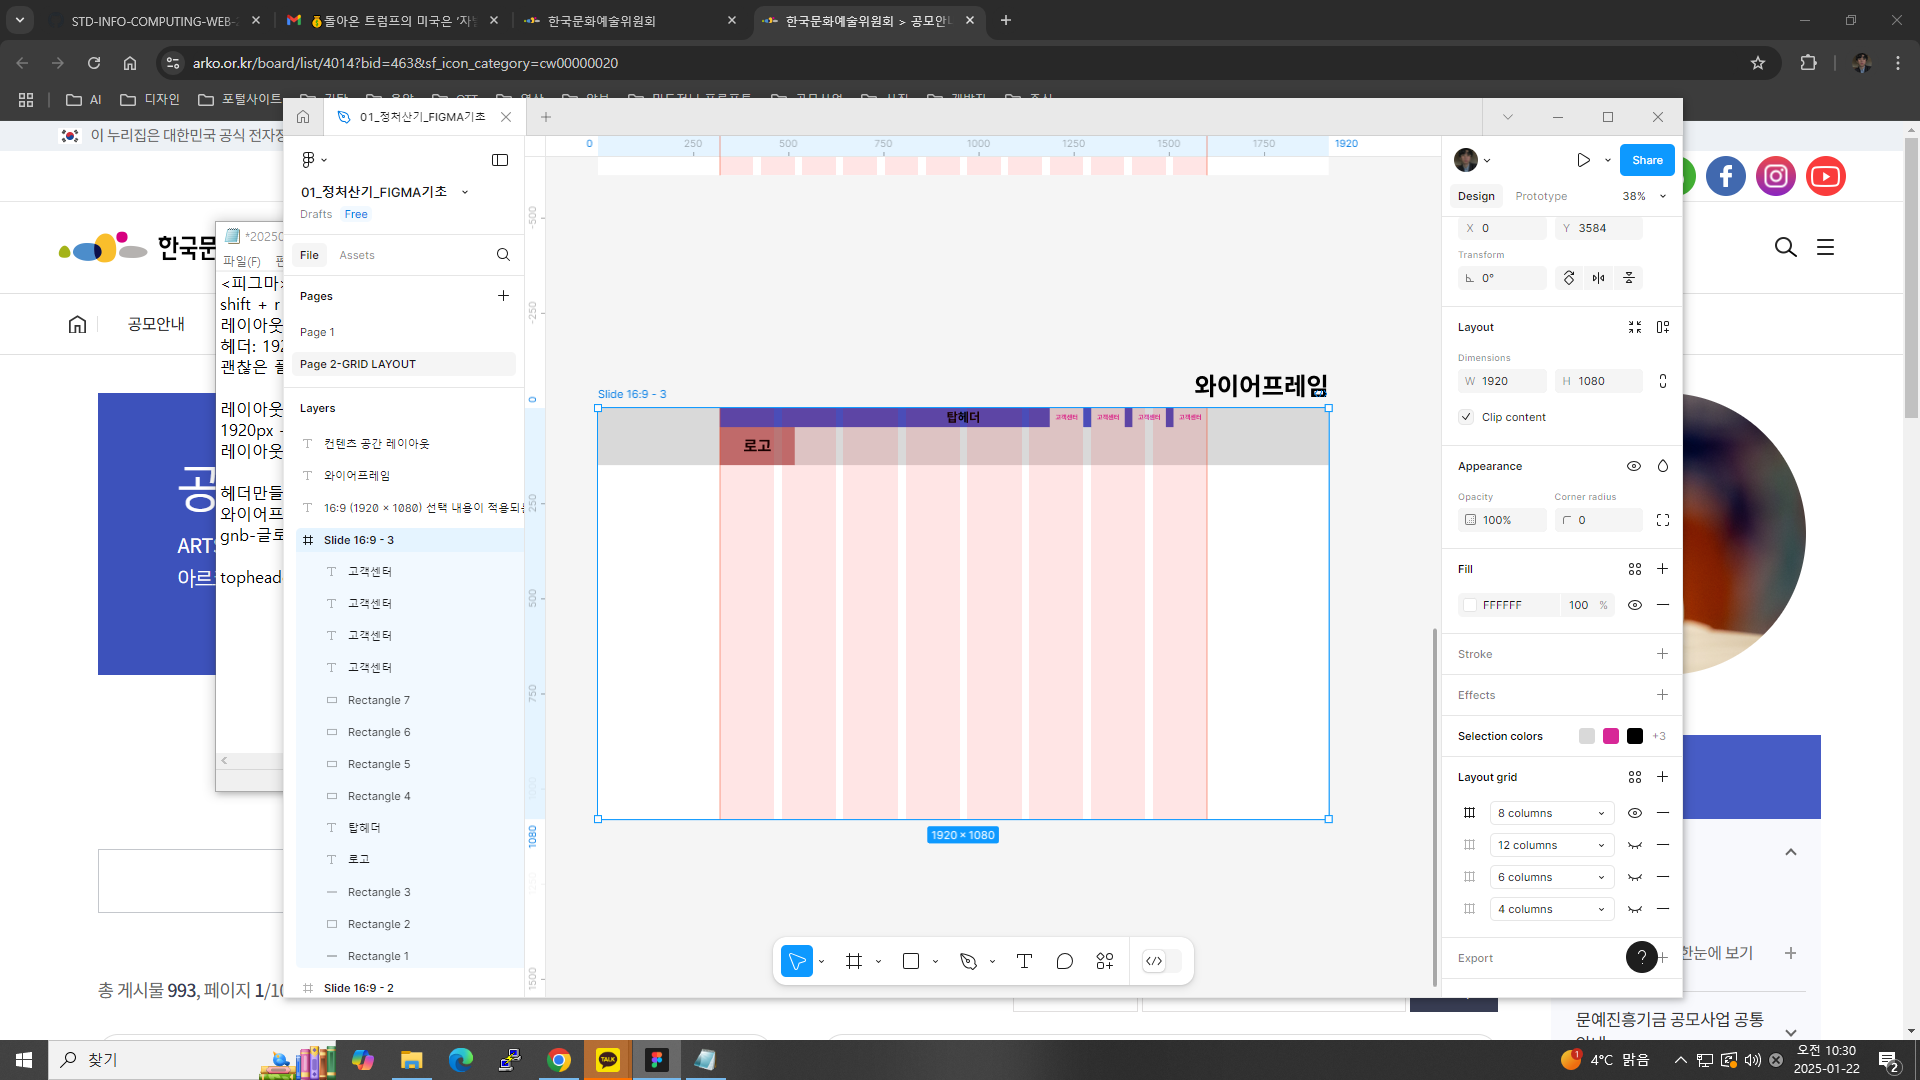 STD-INFO-COMPUTING-WEB-
💰돌아온 트럼프의 미국은 '자
한국문화예술위원회
한국문화예술위원회 > 공모안
arko.or.kr/board/list/4014?bid=463&sf_icon_category=cw00000020
AI
디자인
포털사이트
이 누리집은 대한민국 공식 전자정
한국문
공모안내
공
ARTS
아르
총 게시물 993, 페이지 1/10
*2025
파일(F)
<피그마>
shift + r
레이아웃
헤더: 192
괜찮은 
레이아웃
1920px -
레이아웃
헤더만들
와이어프
gnb-글로
tophead
01_정처산기_FIGMA기초
01_정처산기_FIGMA기초
Drafts Free
File Assets
Pages
Page 1
Page 2-GRID LAYOUT
Layers
컨텐츠 공간 레이아웃
와이어프레임
16:9 (1920 × 1080) 선택 내용이 적용되
Slide 16:9 - 3
고객센터
고객센터
고객센터
고객센터
Rectangle 7
Rectangle 6
Rectangle 5
Rectangle 4
탑헤더
로고
Rectangle 3
Rectangle 2
Rectangle 1
Slide 16:9 - 2
0 250 500 750 1000 1250 1500 1750 1920
-500
-250
0
250
500
750
1000
1080
1250
1500
와이어프레임
Slide 16:9 - 3
탑헤더 고객센터 고객센터 고객센터 고객센터
로고
1920 × 1080
Share
Design Prototype 38%
X 0 Y 3584
Transform
0°
Layout
Dimensions
W 1920 H 1080
Clip content
Appearance
Opacity Corner radius
100% 0
Fill
FFFFFF 100 %
Stroke
Effects
Selection colors +3
Layout grid
8 columns
12 columns
6 columns
4 columns
Export
?
한눈에 보기
문예진흥기금 공모사업 공통
찾기
TALK
1
4°C 맑음
오전 10:30
2025-01-22
2